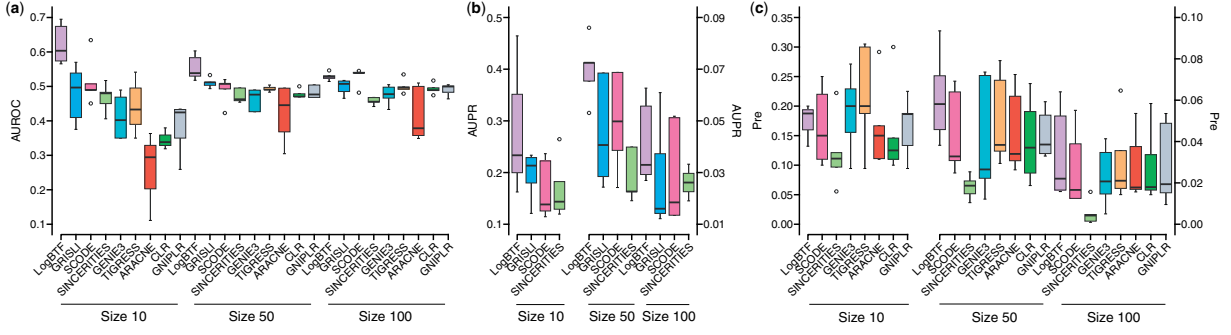 (a)
AUROC
0.7
0.6
0.5
0.4
0.3
0.2
0.1
LogBTF
GRISLI
SCODE
SINCERITIES
GENIE3
TIGRESS
ARACNE
CLR
GNIPLR
LogBTF
GRISLI
SCODE
SINCERITIES
GENIE3
TIGRESS
ARACNE
CLR
GNIPLR
LogBTF
GRISLI
SCODE
SINCERITIES
GENIE3
TIGRESS
ARACNE
CLR
GNIPLR
Size 10
Size 50
Size 100
(b)
AUPR
0.5
0.4
0.3
0.2
0.1
0.09
0.07
0.05
0.03
0.01
AUPR
LogBTF
GRISLI
SCODE
SINCERITIES
LogBTF
GRISLI
SCODE
SINCERITIES
LogBTF
GRISLI
SCODE
SINCERITIES
Size 10
Size 50
Size 100
(c)
Pre
0.35
0.30
0.25
0.20
0.15
0.10
0.05
0.00
0.10
0.08
0.06
0.04
0.02
0.00
Pre
LogBTF
SCODE
SINCERITIES
GENIE3
TIGRESS
ARACNE
CLR
GNIPLR
LogBTF
SCODE
SINCERITIES
GENIE3
TIGRESS
ARACNE
CLR
GNIPLR
LogBTF
SCODE
SINCERITIES
GENIE3
TIGRESS
ARACNE
CLR
GNIPLR
Size 10
Size 50
Size 100